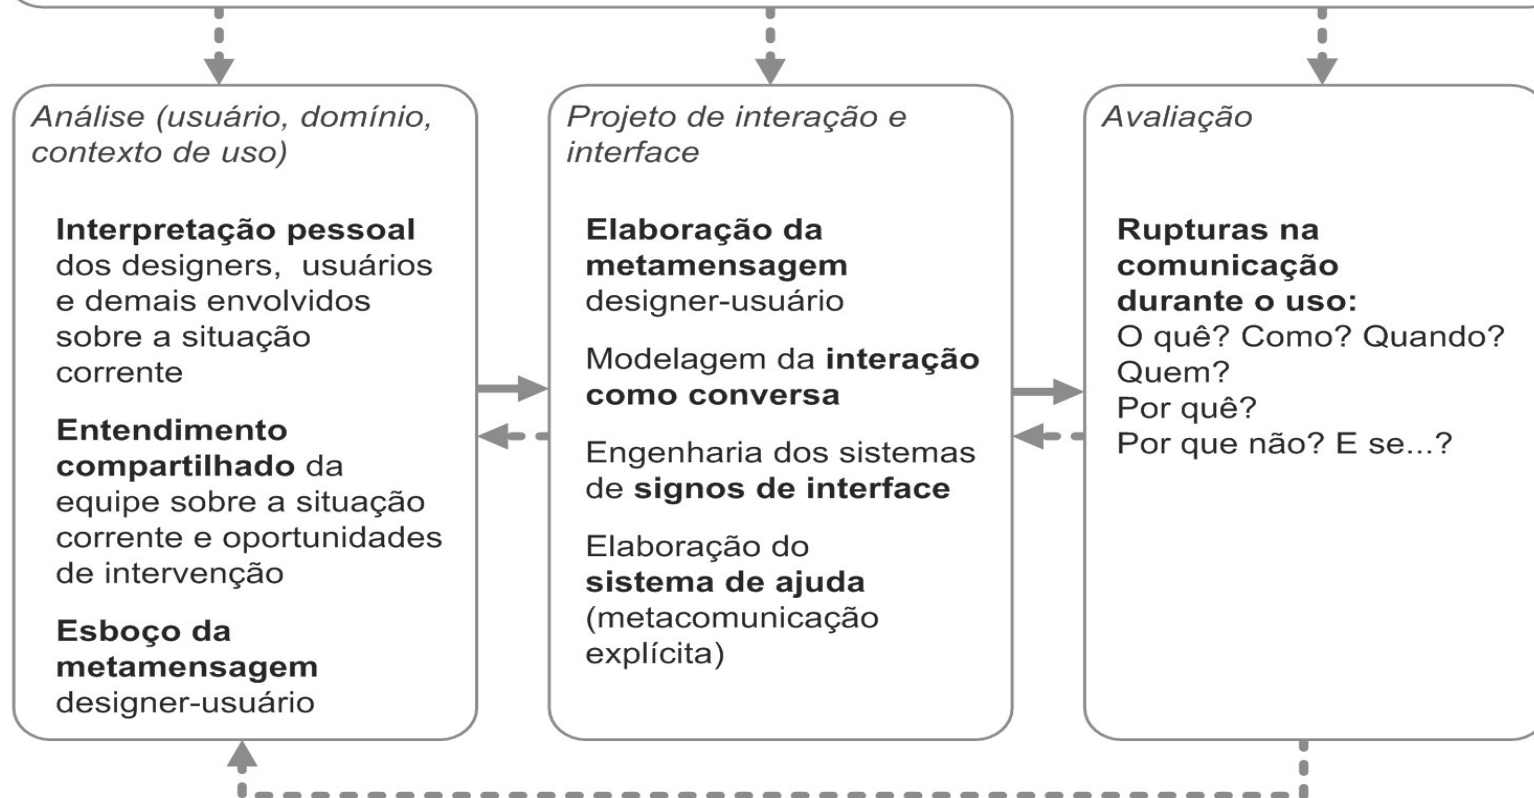 Análise (usuário, domínio,
contexto de uso)
Interpretação pessoal
dos designers, usuários
e demais envolvidos
sobre a situação
corrente
Entendimento
compartilhado da
equipe sobre a situação
corrente e oportunidades
de intervenção
Esboço da
metamensagem
designer-usuário
Projeto de interação e
interface
Elaboração da
metamensagem
designer-usuário
Modelagem da interação
como conversa
Engenharia dos sistemas
de signos de interface
Elaboração do
sistema de ajuda
(metacomunicação
explícita)
Avaliação
Rupturas na
comunicação
durante o uso:
O quê? Como? Quando?
Quem?
Por quê?
Por que não? E se...?